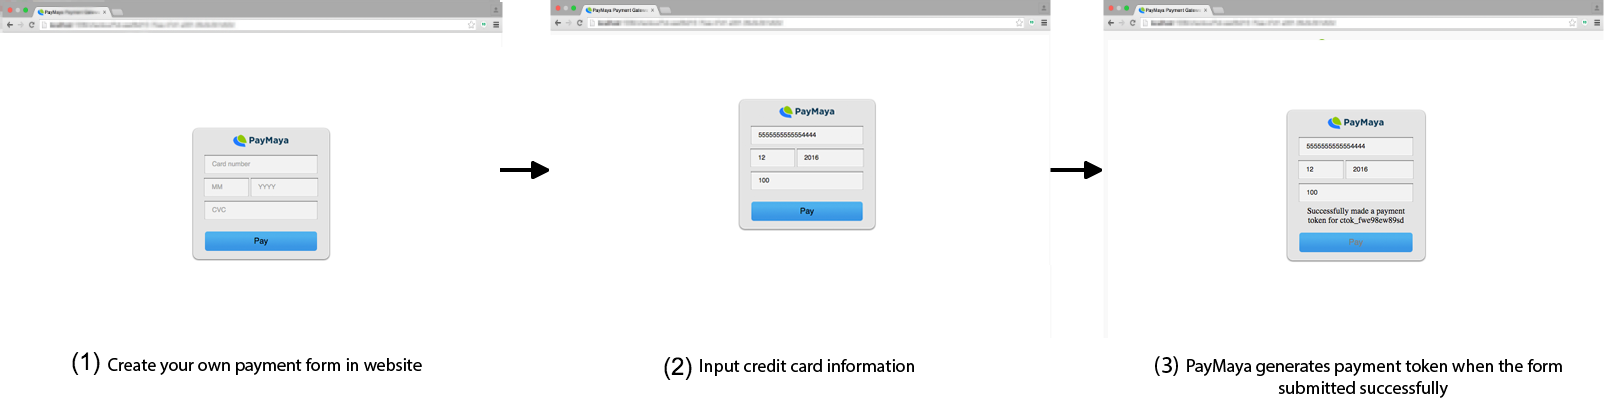 PayMaya Payment Gatew
PayMaya
Card number
MM YYYY
CVC
Pay
(1) Create your own payment form in website
PayMaya Payment Gatew
PayMaya
5555555555554444
12 2016
100
Pay
(2) Input credit card information
PayMaya Payment Gatew
PayMaya
5555555555554444
12 2016
100
Successfully made a payment
token for ctok_fwe98ew89sd
Pay
(3) PayMaya generates payment token when the form
submitted successfully